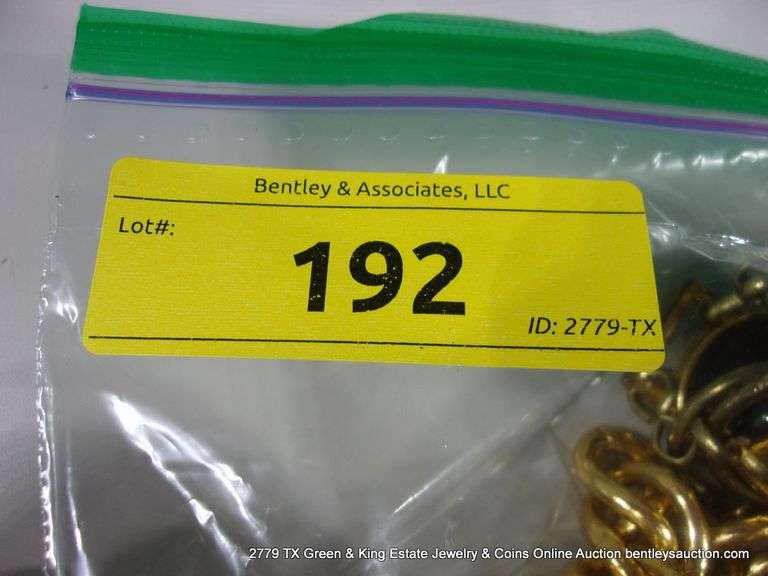 Bentley & Associates, LLC
Lot#:
192
ID: 2779-TX
2779 TX Green & King Estate Jewelry & Coins Online Auction bentleysauction.com